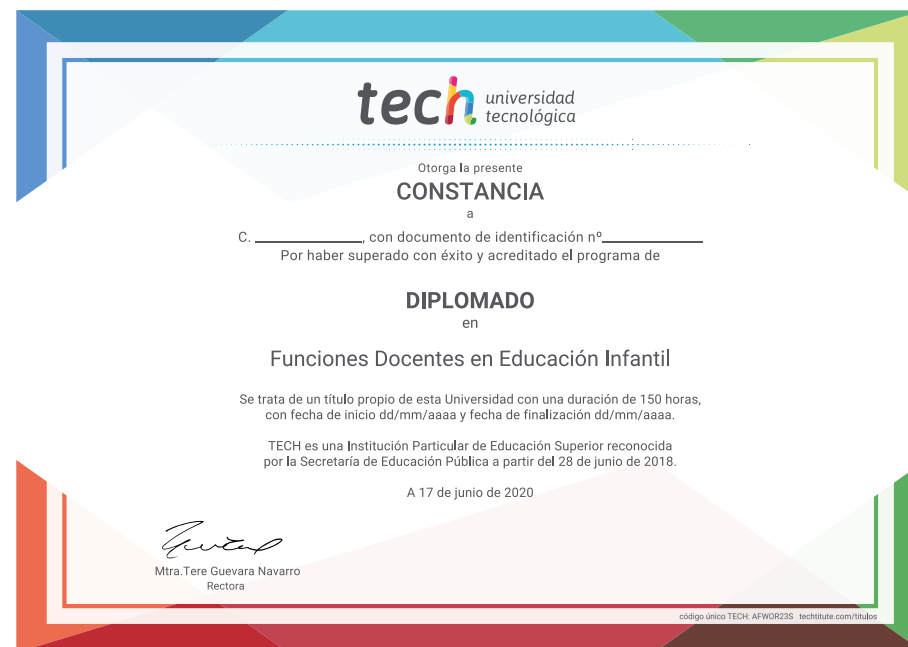 tech universidad
tecnológica
Otorga la presente
CONSTANCIA
a
C. ____________, con documento de identificación nº____________
Por haber superado con éxito y acreditado el programa de
DIPLOMADO
en
Funciones Docentes en Educación Infantil
Se trata de un título propio de esta Universidad con una duración de 150 horas,
con fecha de inicio dd/mm/aaaa y fecha de finalización dd/mm/aaaa.
TECH es una Institución Particular de Educación Superior reconocida
por la Secretaría de Educación Pública a partir del 28 de junio de 2018.
A 17 de junio de 2020
Mtra.Tere Guevara Navarro
Rectora
código único TECH: AFWOR23S techtitute.com/titulos